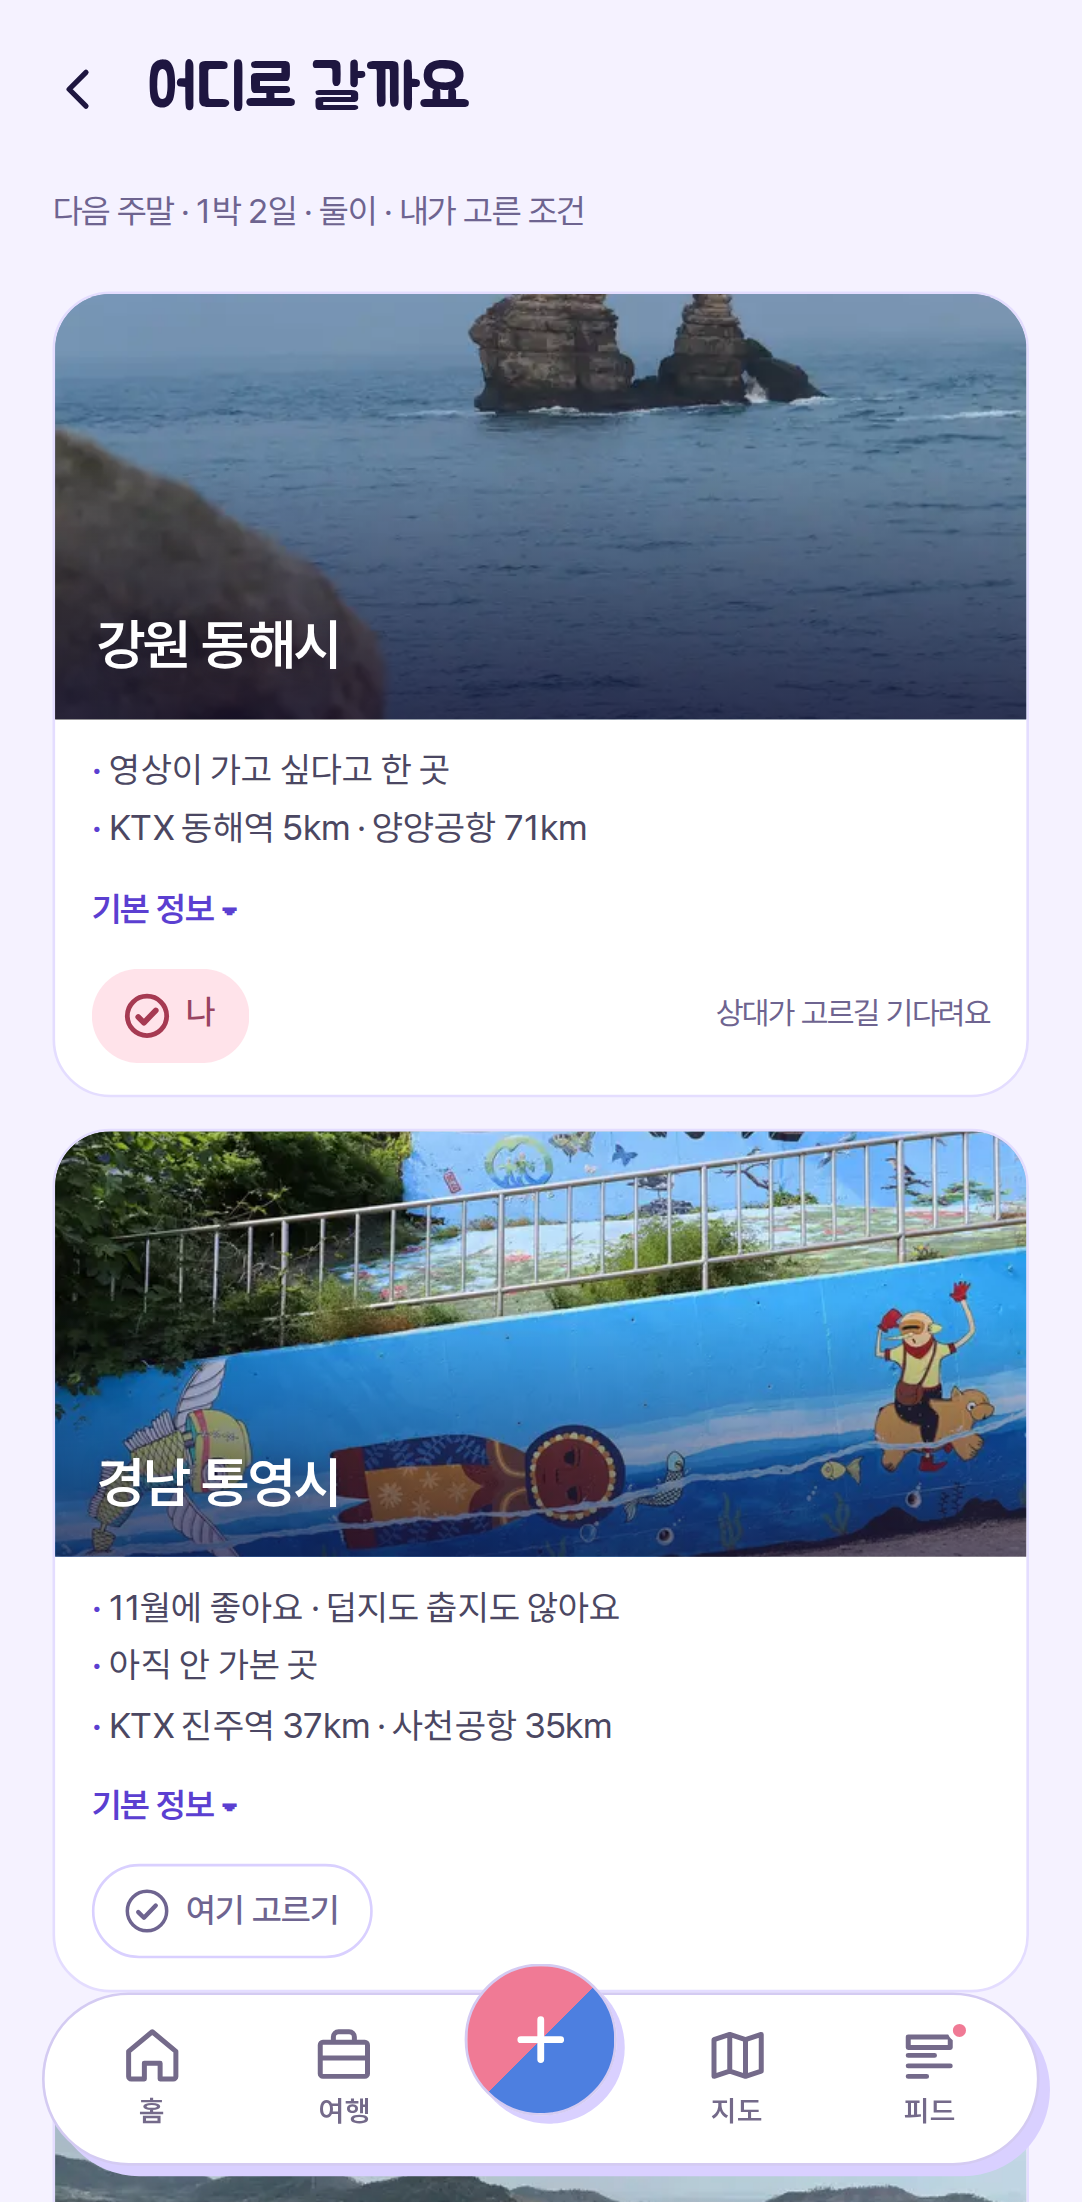 어디로 갈까요
다음 주말 · 1박 2일 · 둘이 · 내가 고른 조건
강원 동해시
· 영상이 가고 싶다고 한 곳
· KTX 동해역 5km · 양양공항 71km
기본 정보
나
상대가 고르길 기다려요
경남 통영시
· 11월에 좋아요 · 덥지도 춥지도 않아요
· 아직 안 가본 곳
· KTX 진주역 37km · 사천공항 35km
기본 정보
여기 고르기
홈
여행
지도
피드